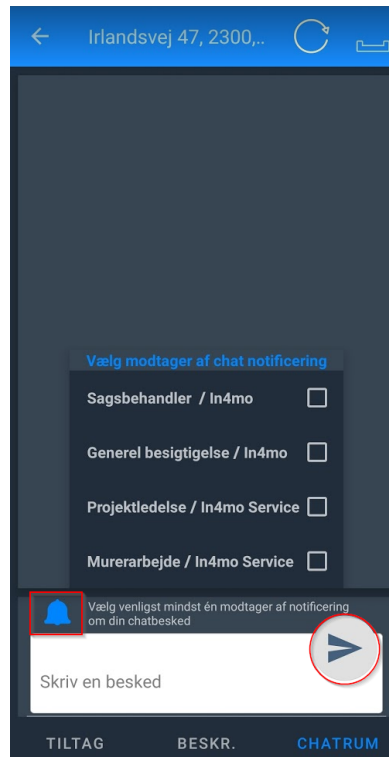 Irlandsvej 47, 2300,..
Vælg modtager af chat notificering
Sagsbehandler / In4mo
Generel besigtigelse / In4mo
Projektledelse / In4mo Service
Murerarbejde / In4mo Service
Vælg venligst mindst én modtager af notificering
om din chatbesked
Skriv en besked
TILTAG BESKR. CHATRUM